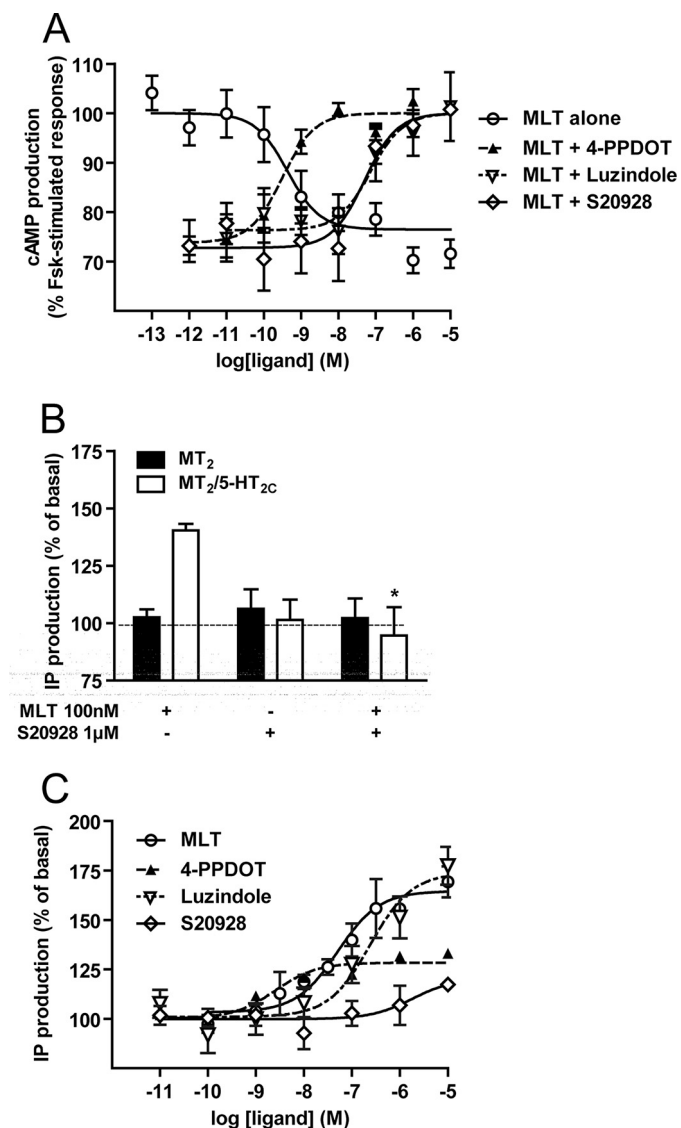 A
cAMP production
(% Fsk-stimulated response)
110
100
90
80
70
-13 -12 -11 -10 -9 -8 -7 -6 -5
log[ligand] (M)
MLT alone
MLT + 4-PPDOT
MLT + Luzindole
MLT + S20928
B
IP production (% of basal)
175
150
125
100
75
MT2
MT2/5-HT2C
*
MLT 100nM + - +
S20928 1µM - + +
C
IP production (% of basal)
200
175
150
125
100
MLT
4-PPDOT
Luzindole
S20928
-11 -10 -9 -8 -7 -6 -5
log [ligand] (M)